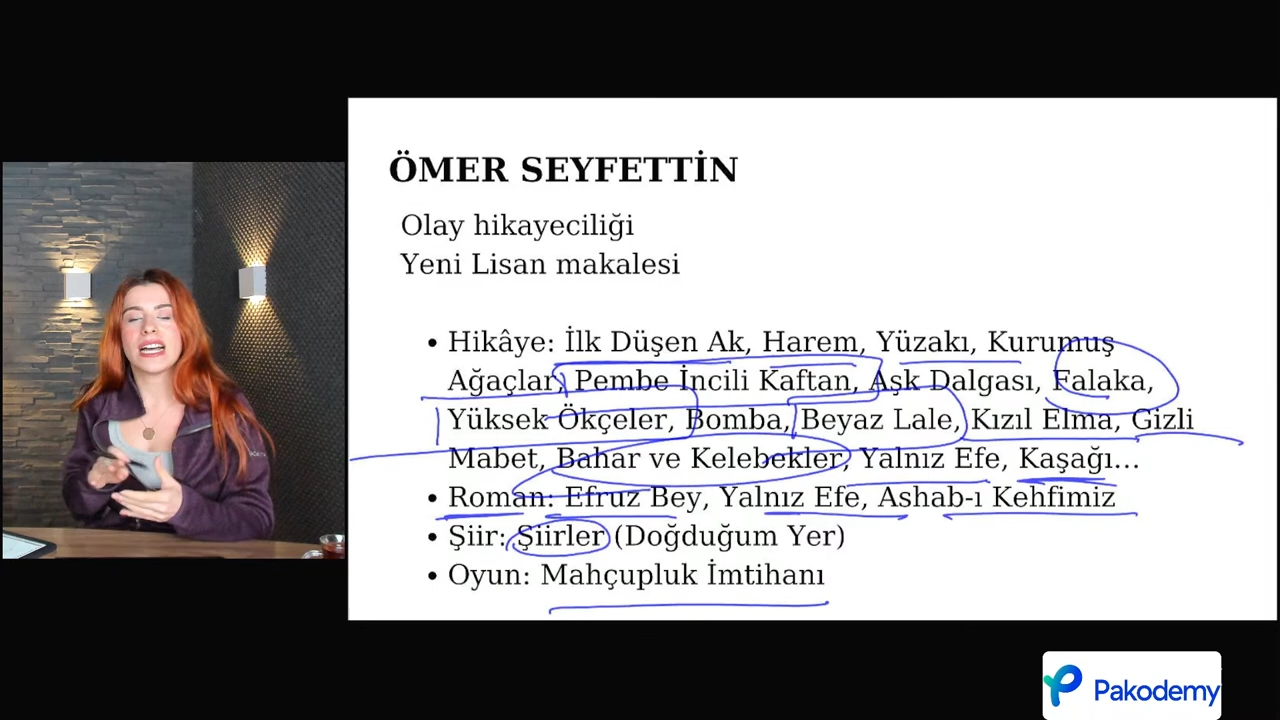 ÖMER SEYFETTİN
Olay hikayeciliği
Yeni Lisan makalesi
• Hikâye: İlk Düşen Ak, Harem, Yüzakı, Kurumuş
Ağaçlar, Pembe İncili Kaftan, Aşk Dalgası, Falaka,
Yüksek Ökçeler, Bomba, Beyaz Lale, Kızıl Elma, Gizli
Mabet, Bahar ve Kelebekler, Yalnız Efe, Kaşağı...
• Roman: Efruz Bey, Yalnız Efe, Ashab-ı Kehfimiz
• Şiir: Şiirler (Doğduğum Yer)
• Oyun: Mahçupluk İmtihanı
Pakodemy